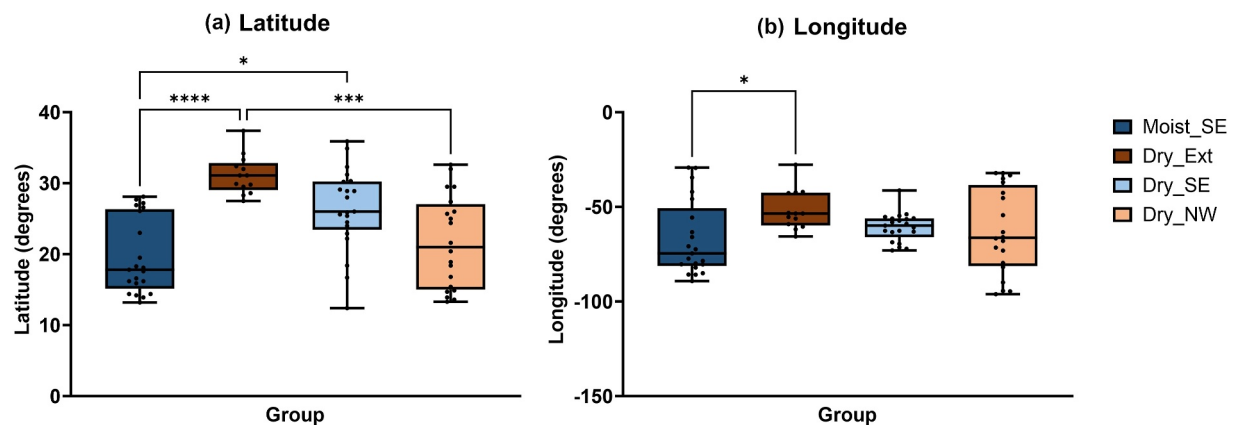 (a) Latitude
*
****
***
Latitude (degrees)
40
30
20
10
0
Group
(b) Longitude
*
Longitude (degrees)
0
-50
-100
-150
Group
Moist_SE
Dry_Ext
Dry_SE
Dry_NW